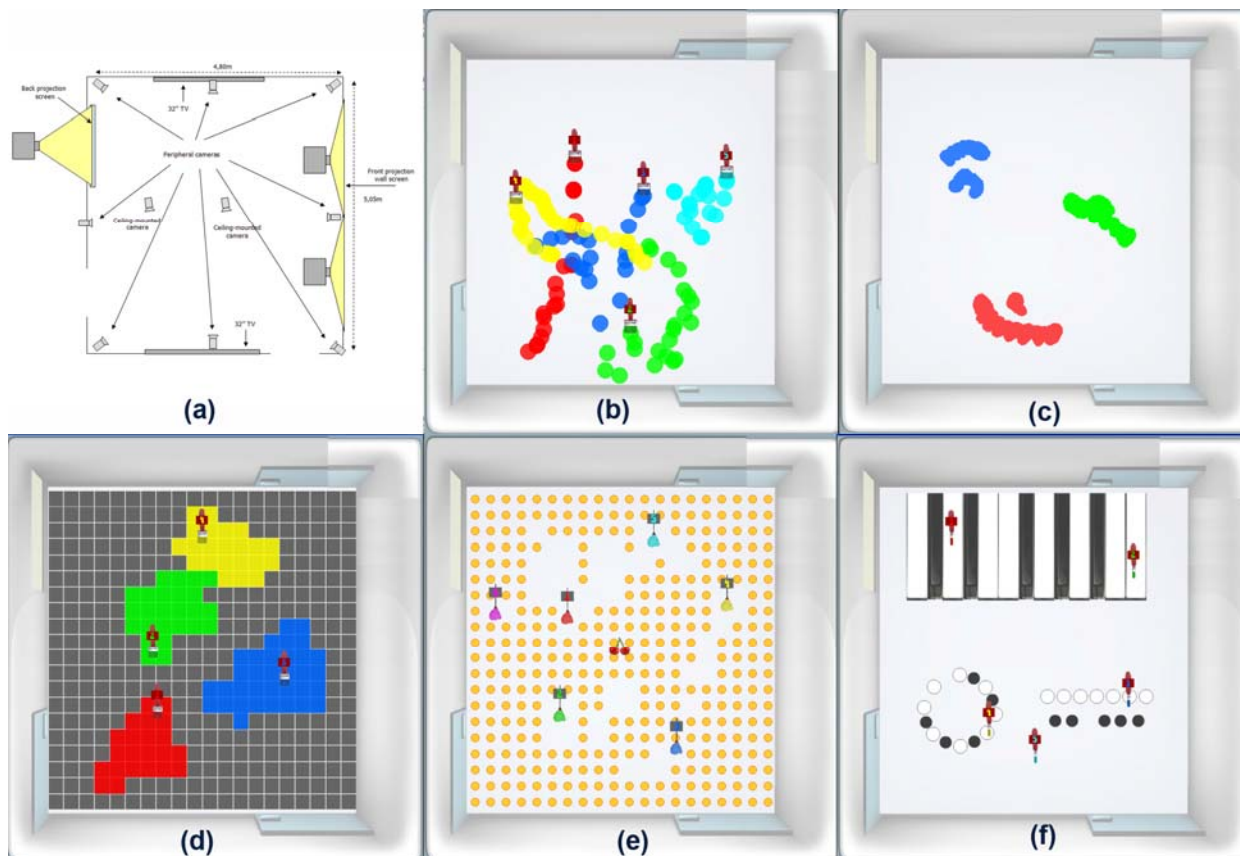 4,80m
Back projection
screen
32" TV
Peripheral cameras
Front projection
wall screen
5,05m
Ceiling-mounted
camera
Ceiling-mounted
camera
32" TV
(a)
(b)
(c)
(d)
(e)
(f)